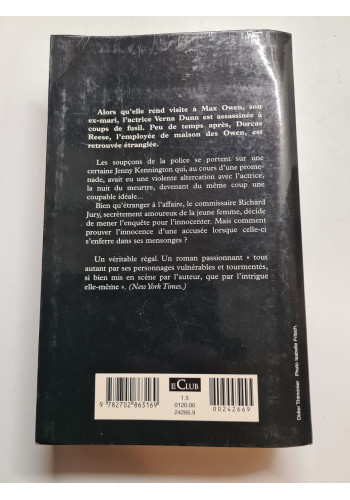 Alors qu'elle rend visite à Max Owen, son
ex-mari, l'actrice Verna Dunn est assassinée à
coups de fusil. Peu de temps après, Dorcas
Reese, l'employée de maison des Owen, est
retrouvée étranglée.
Les soupçons de la police se portent sur une
certaine Jenny Kennington qui, au cours d'une prome-
nade, avait eu une violente altercation avec l'actrice,
la nuit du meurtre, devenant du même coup une
coupable idéale...
Bien qu'étranger à l'affaire, le commissaire Richard
Jury, secrètement amoureux de la jeune femme, décide
de mener l'enquête pour l'innocenter. Mais comment
prouver l'innocence d'une accusée lorsque celle-ci
s'enferre dans ses mensonges ?
Un véritable régal. Un roman passionnant « tout
autant par ses personnages vulnérables et tourmentés,
si bien mis en scène par l'auteur, que par l'intrigue
elle-même ». (New York Times.)
9 782702 863169
LE CLUB
1.5
0120.00
24266.9
00242669
Photo Isabelle Fritsch.